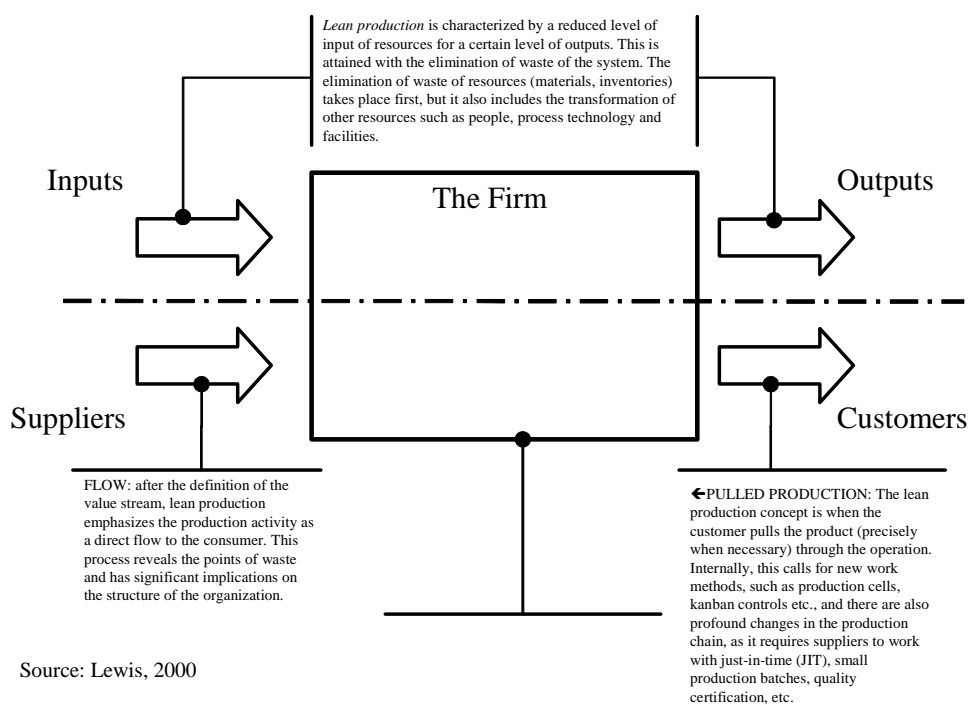 Lean production is characterized by a reduced level of
input of resources for a certain level of outputs. This is
attained with the elimination of waste of the system. The
elimination of waste of resources (materials, inventories)
takes place first, but it also includes the transformation of
other resources such as people, process technology and
facilities.
Inputs
The Firm
Outputs
Suppliers
Customers
FLOW: after the definition of the
value stream, lean production
emphasizes the production activity as
a direct flow to the consumer. This
process reveals the points of waste
and has significant implications on
the structure of the organization.
←PULLED PRODUCTION: The lean
production concept is when the
customer pulls the product (precisely
when necessary) through the operation.
Internally, this calls for new work
methods, such as production cells,
kanban controls etc., and there are also
profound changes in the production
chain, as it requires suppliers to work
with just-in-time (JIT), small
production batches, quality
certification, etc.
Source: Lewis, 2000